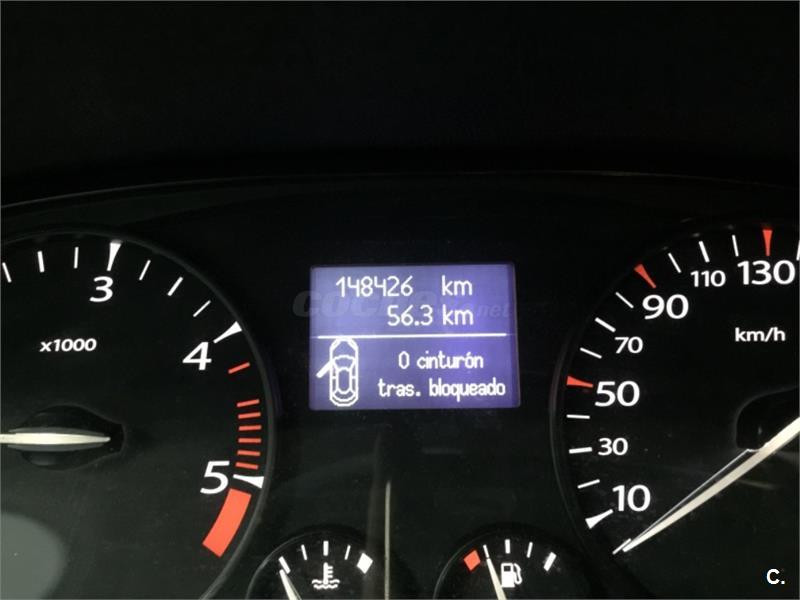 148426 km
56.3 km
0 cinturón
tras. bloqueado
3
x1000
4
5
130
110
90
km/h
70
50
30
10
C.